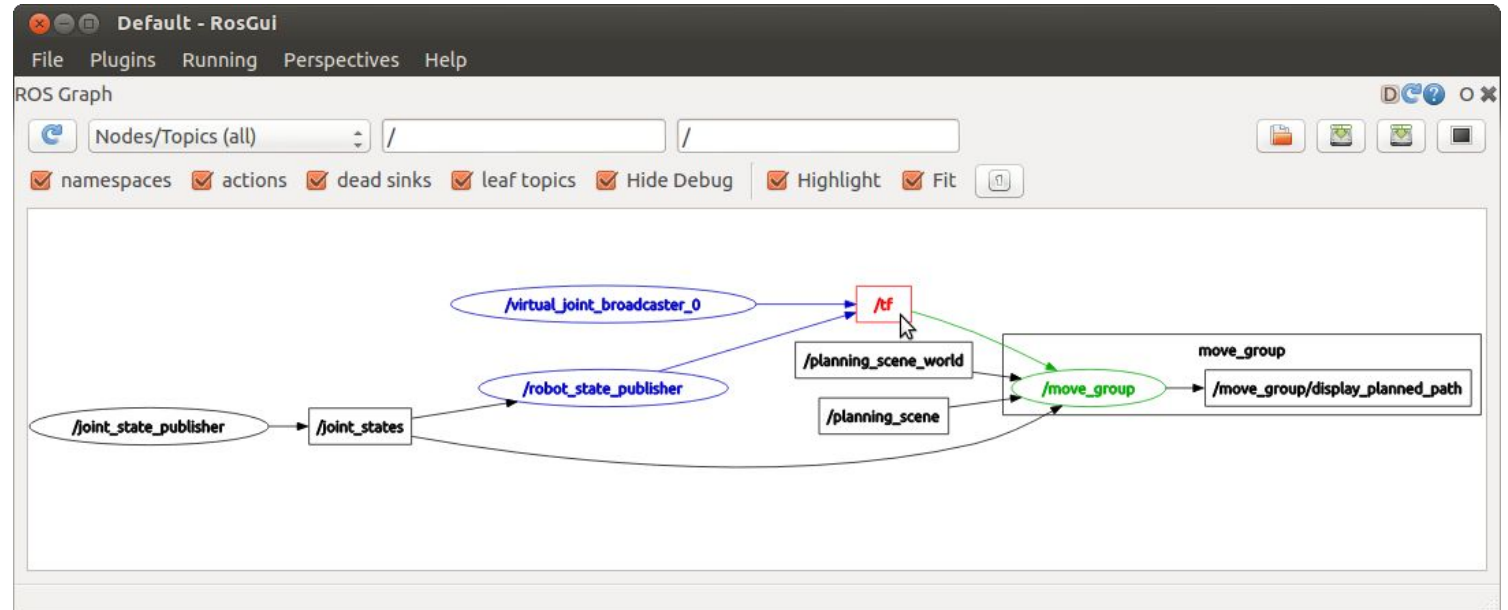 Default - RosGui
File Plugins Running Perspectives Help
ROS Graph D ? O
Nodes/Topics (all) / /
namespaces actions dead sinks leaf topics Hide Debug Highlight Fit
/virtual_joint_broadcaster_0 /tf
move_group
/planning_scene_world
/robot_state_publisher /move_group /move_group/display_planned_path
/planning_scene
/joint_state_publisher /joint_states